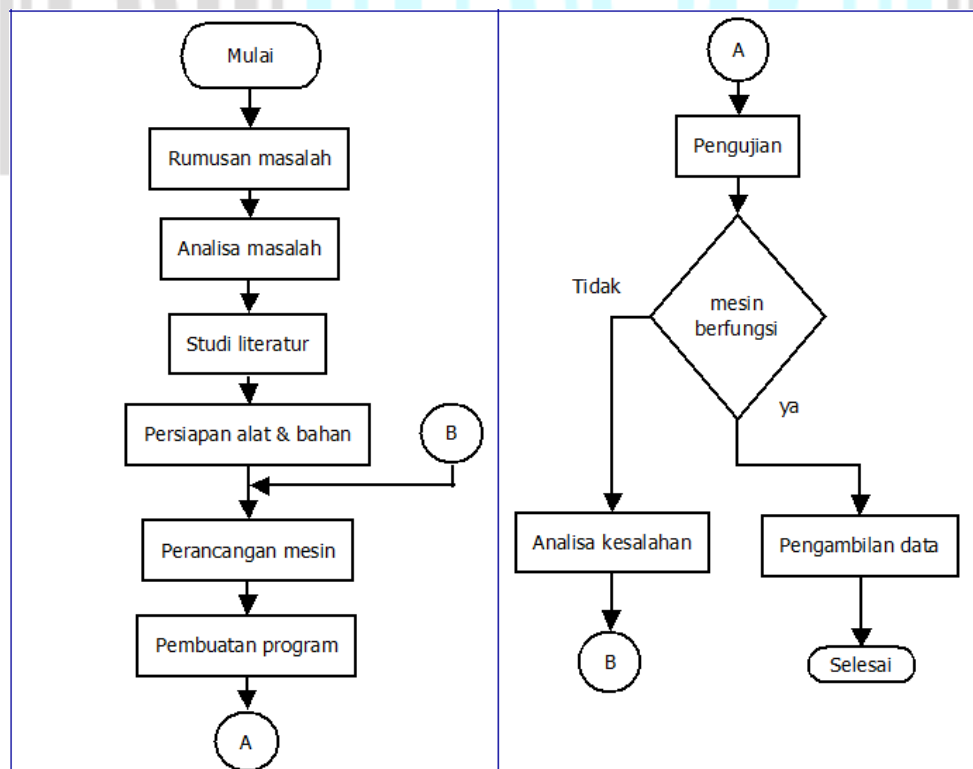 Mulai
Rumusan masalah
Analisa masalah
Studi literatur
Persiapan alat & bahan
B
Perancangan mesin
Pembuatan program
A
A
Pengujian
Tidak
mesin
berfungsi
ya
Analisa kesalahan
Pengambilan data
B
Selesai